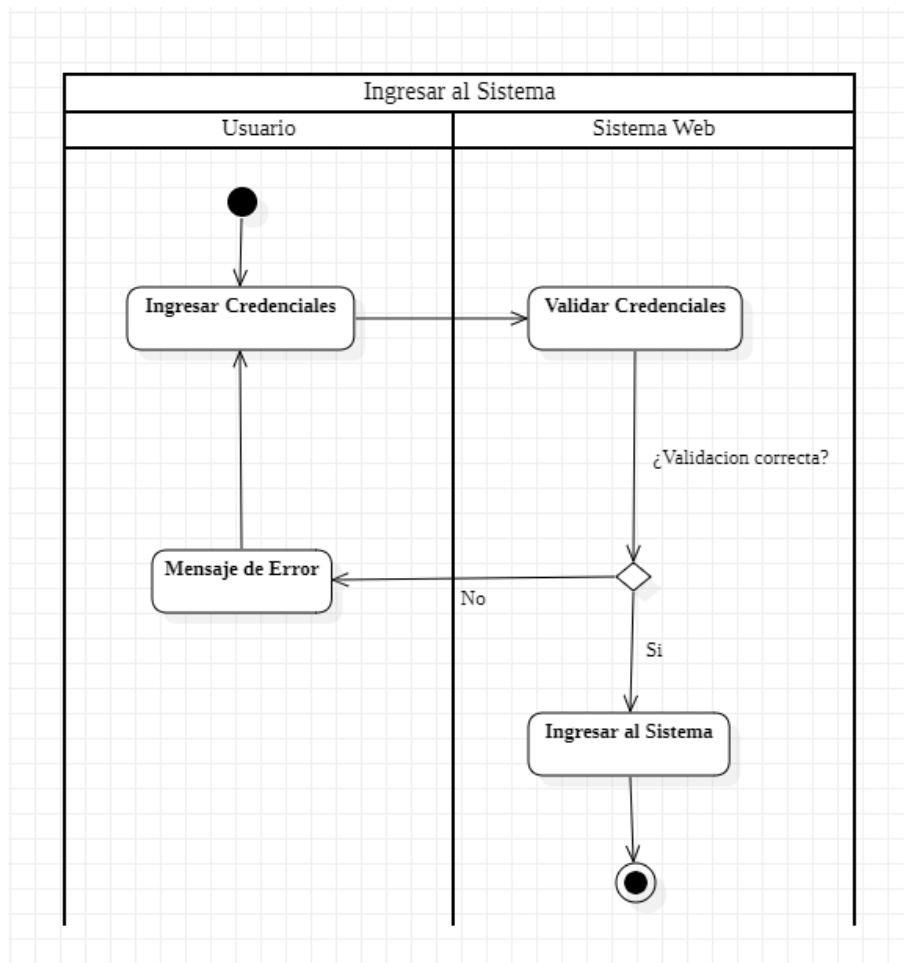 Ingresar al Sistema
Usuario
Sistema Web
Ingresar Credenciales
Validar Credenciales
¿Validacion correcta?
Mensaje de Error
No
Si
Ingresar al Sistema